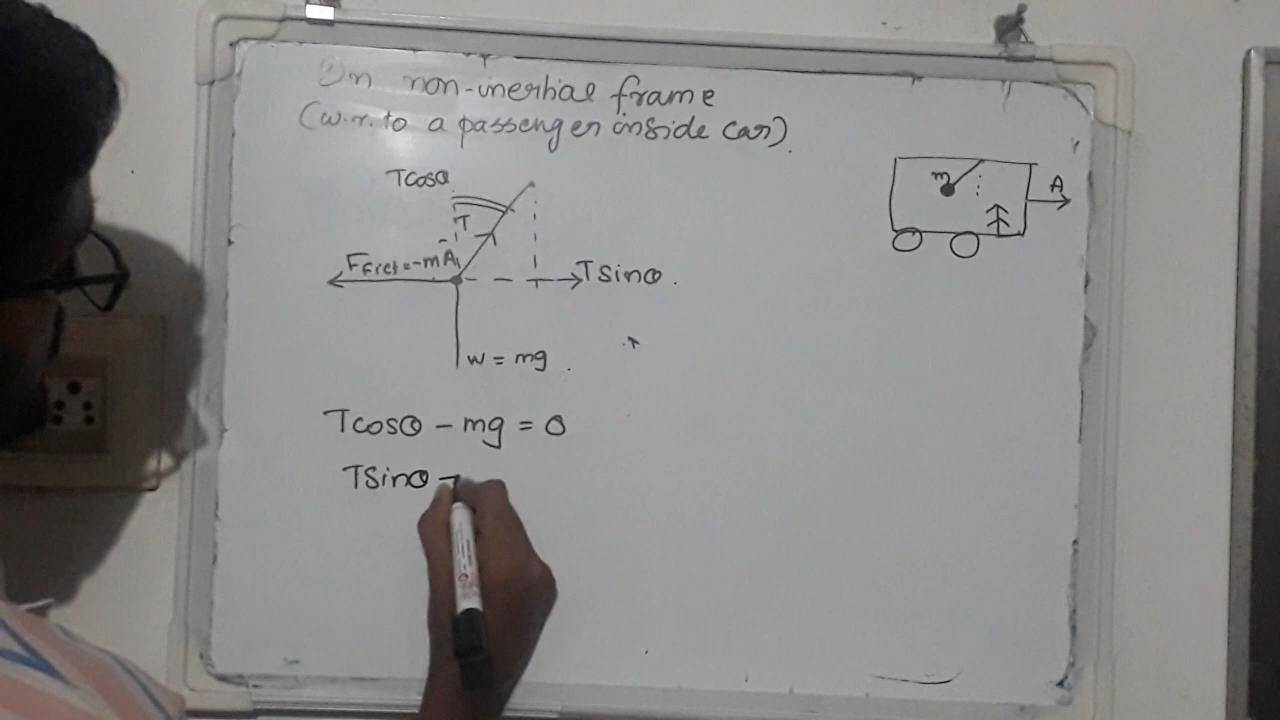 In non-inertial frame
(w.r. to a passenger inside car).
Tcosθ
T
Ffict = -mA
Tsinθ.
w = mg.
m
A
Tcosθ - mg = 0
Tsinθ -